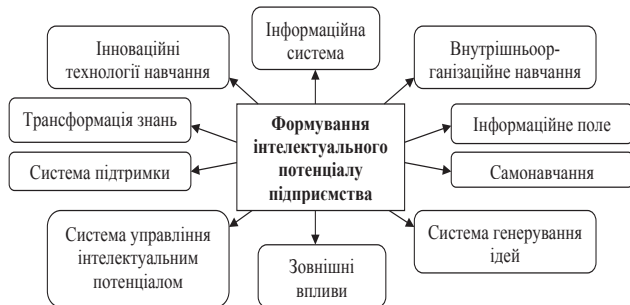 Інформаційна
система
Інноваційні
технології навчання
Внутрішньоор-
ганізаційне навчання
Трансформація знань
Формування
інтелектуального
потенціалу
підприємства
Інформаційне поле
Система підтримки
Самонавчання
Система управління
інтелектуальним
потенціалом
Зовнішні
впливи
Система генерування
ідей